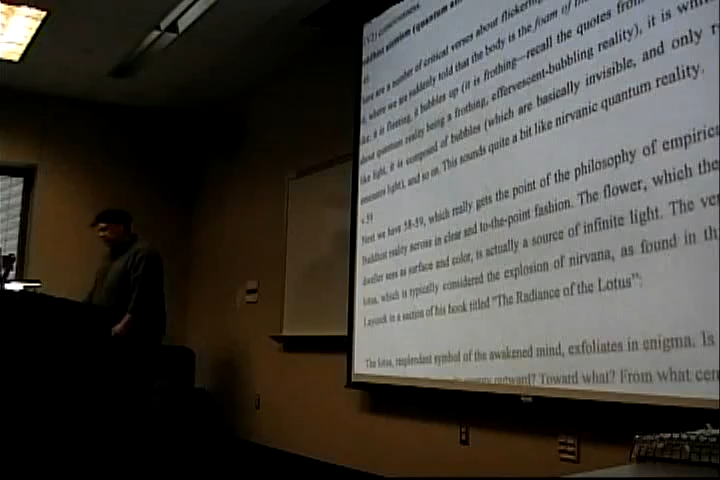 (V2) consciousness.
(quantum
There are a number of critical verses about flickering
where we are suddenly told that the body is the foam of the
it is fleeting, it bubbles up (it is frothing—recall the quotes from
about quantum reality being a frothing, effervescent-bubbling reality), it is
like light, it is composed of bubbles (which are basically invisible, and only
light), and so on. This sounds quite a bit like nirvanic quantum reality.
v.59
Next we have 58-59, which really gets the point of the philosophy of empirical
Buddhist reality across in clear and to-the-point fashion. The flower, which the
dweller sees as surface and color, is actually a source of infinite light. The
lotus, which is typically considered the explosion of nirvana, as found in
Laycock in a section of his book titled "The Radiance of the Lotus":
The lotus, resplendent symbol of the awakened mind, exfoliates in enigma. Is
outward? Toward what? From what